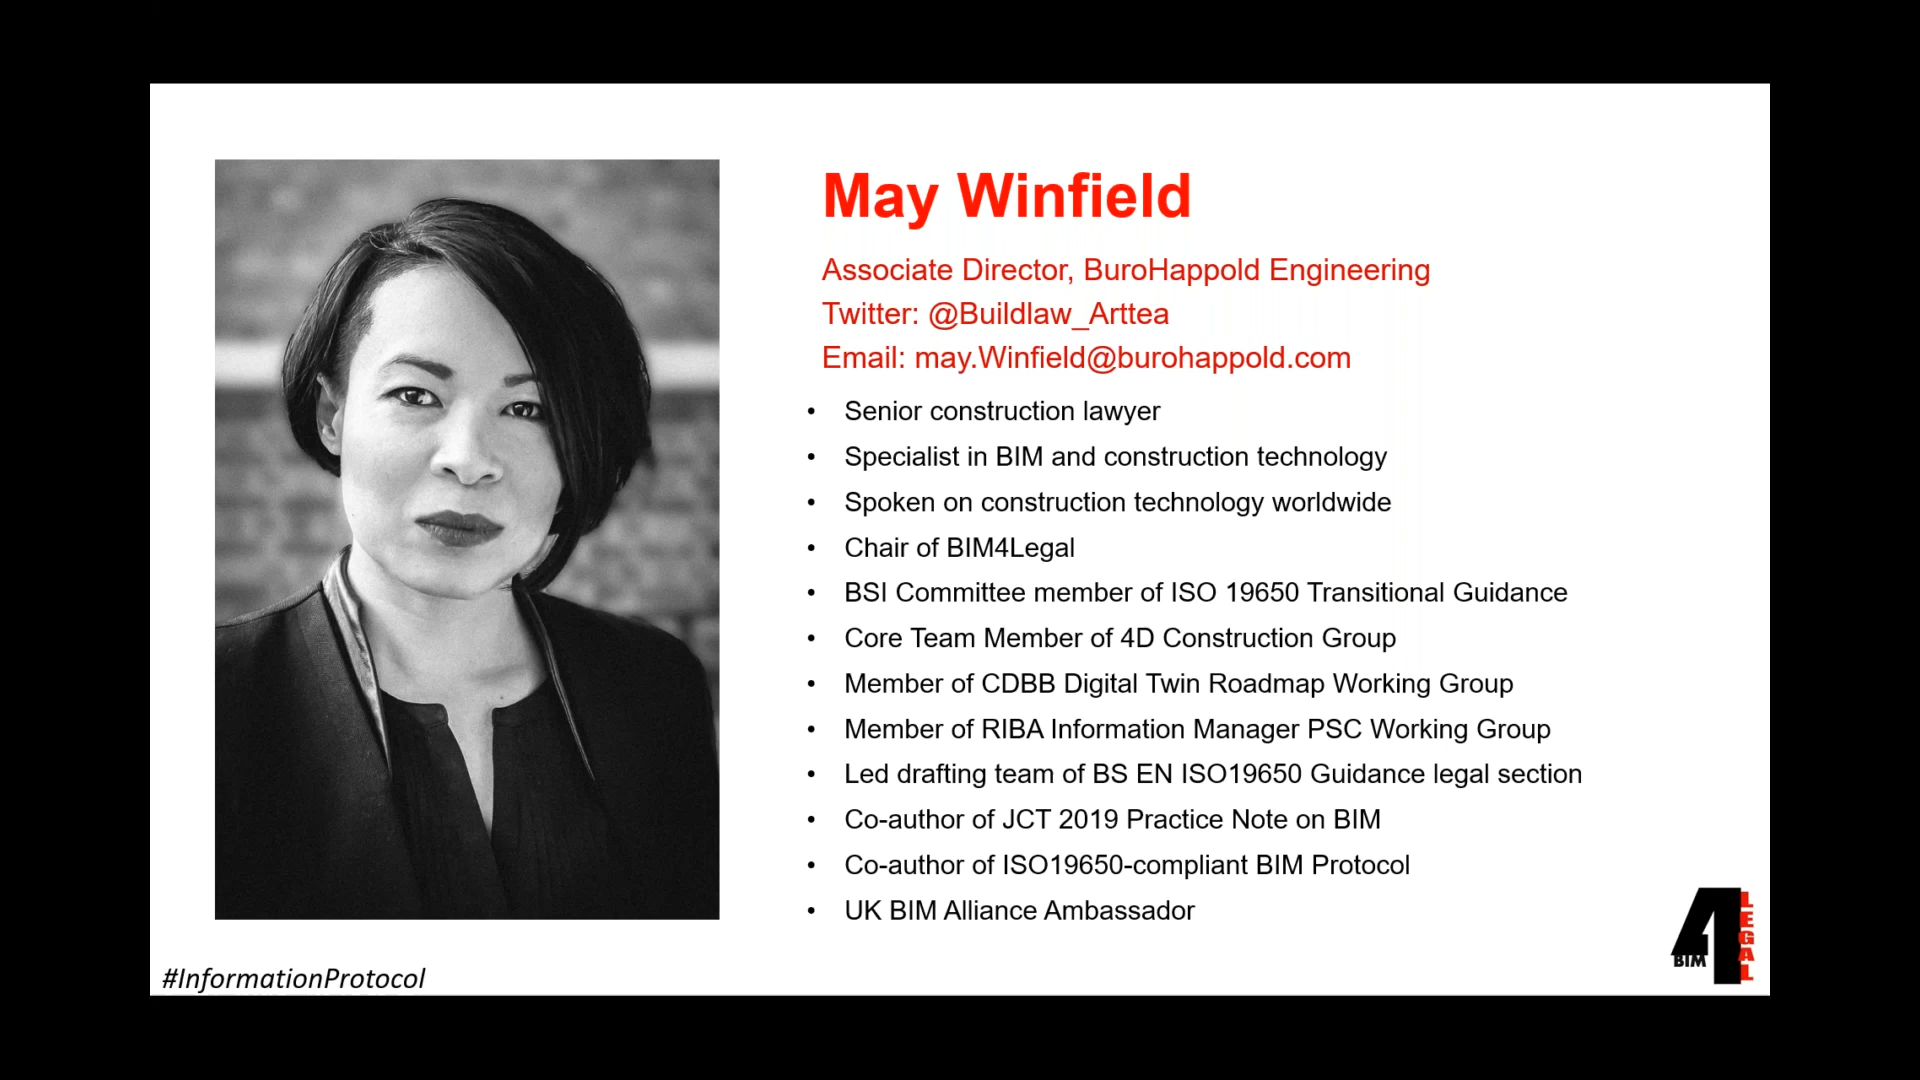 May Winfield
Associate Director, BuroHappold Engineering
Twitter: @Buildlaw_Arttea
Email: may.Winfield@burohappold.com
• Senior construction lawyer
• Specialist in BIM and construction technology
• Spoken on construction technology worldwide
• Chair of BIM4Legal
• BSI Committee member of ISO 19650 Transitional Guidance
• Core Team Member of 4D Construction Group
• Member of CDBB Digital Twin Roadmap Working Group
• Member of RIBA Information Manager PSC Working Group
• Led drafting team of BS EN ISO19650 Guidance legal section
• Co-author of JCT 2019 Practice Note on BIM
• Co-author of ISO19650-compliant BIM Protocol
• UK BIM Alliance Ambassador
#InformationProtocol
BIM
4
LEGAL